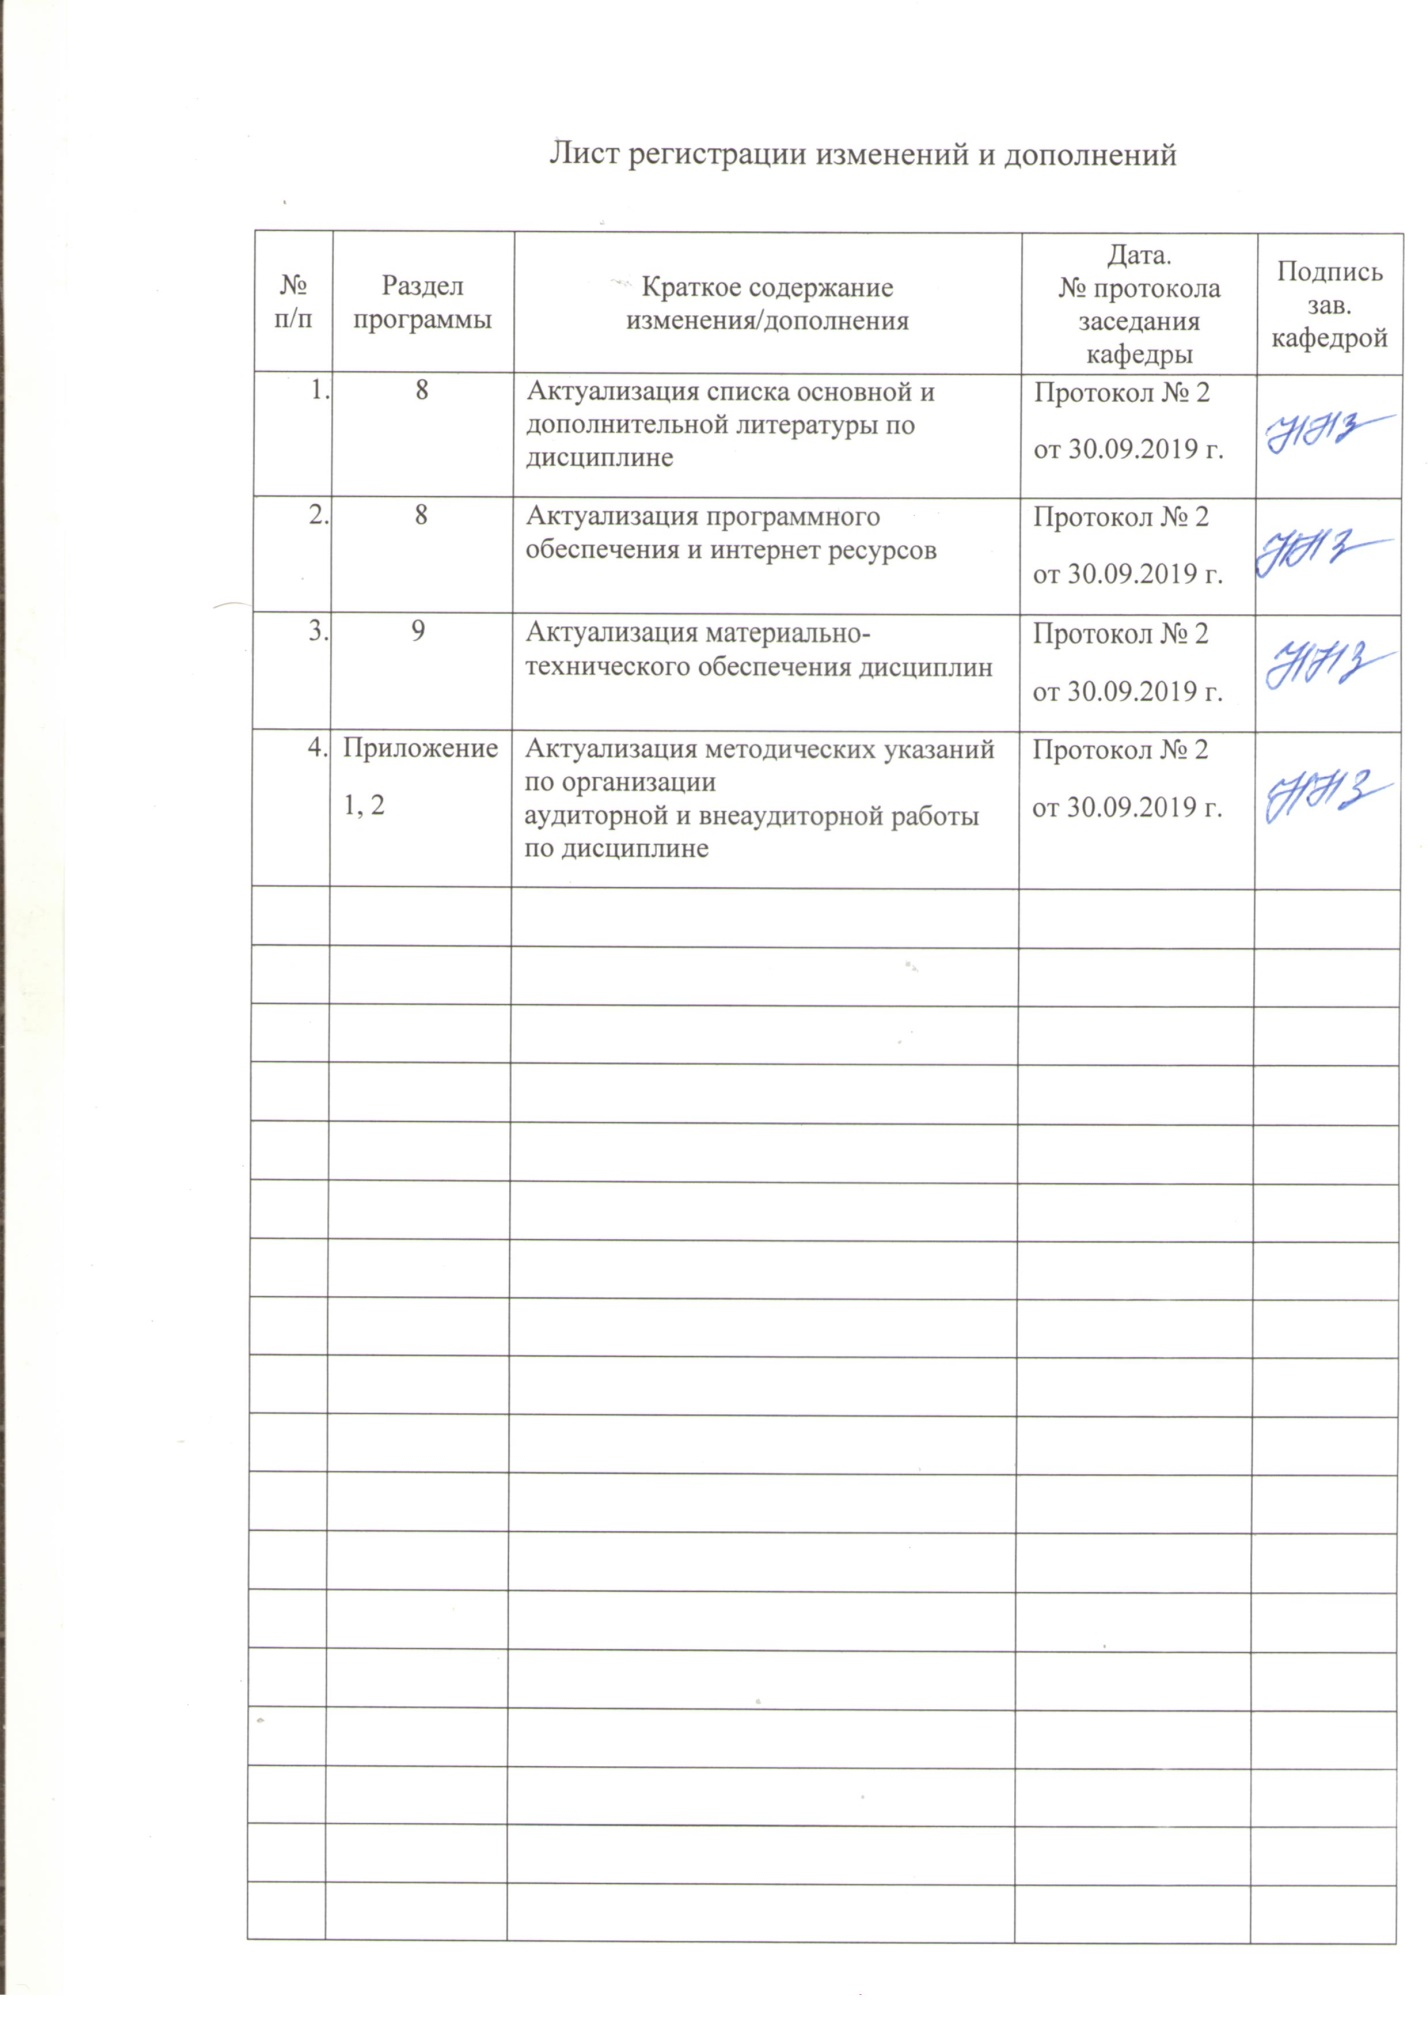 Лист регистрации изменений и дополнений
№
п/п
Раздел
программы
Краткое содержание
изменения/дополнения
Дата.
№ протокола
заседания
кафедры
Подпись
зав.
кафедрой
1.
8
Актуализация списка основной и
дополнительной литературы по
дисциплине
Протокол № 2
от 30.09.2019 г.
2.
8
Актуализация программного
обеспечения и интернет ресурсов
Протокол № 2
от 30.09.2019 г.
3.
9
Актуализация материально-
технического обеспечения дисциплин
Протокол № 2
от 30.09.2019 г.
4.
Приложение
1, 2
Актуализация методических указаний
по организации
аудиторной и внеаудиторной работы
по дисциплине
Протокол № 2
от 30.09.2019 г.